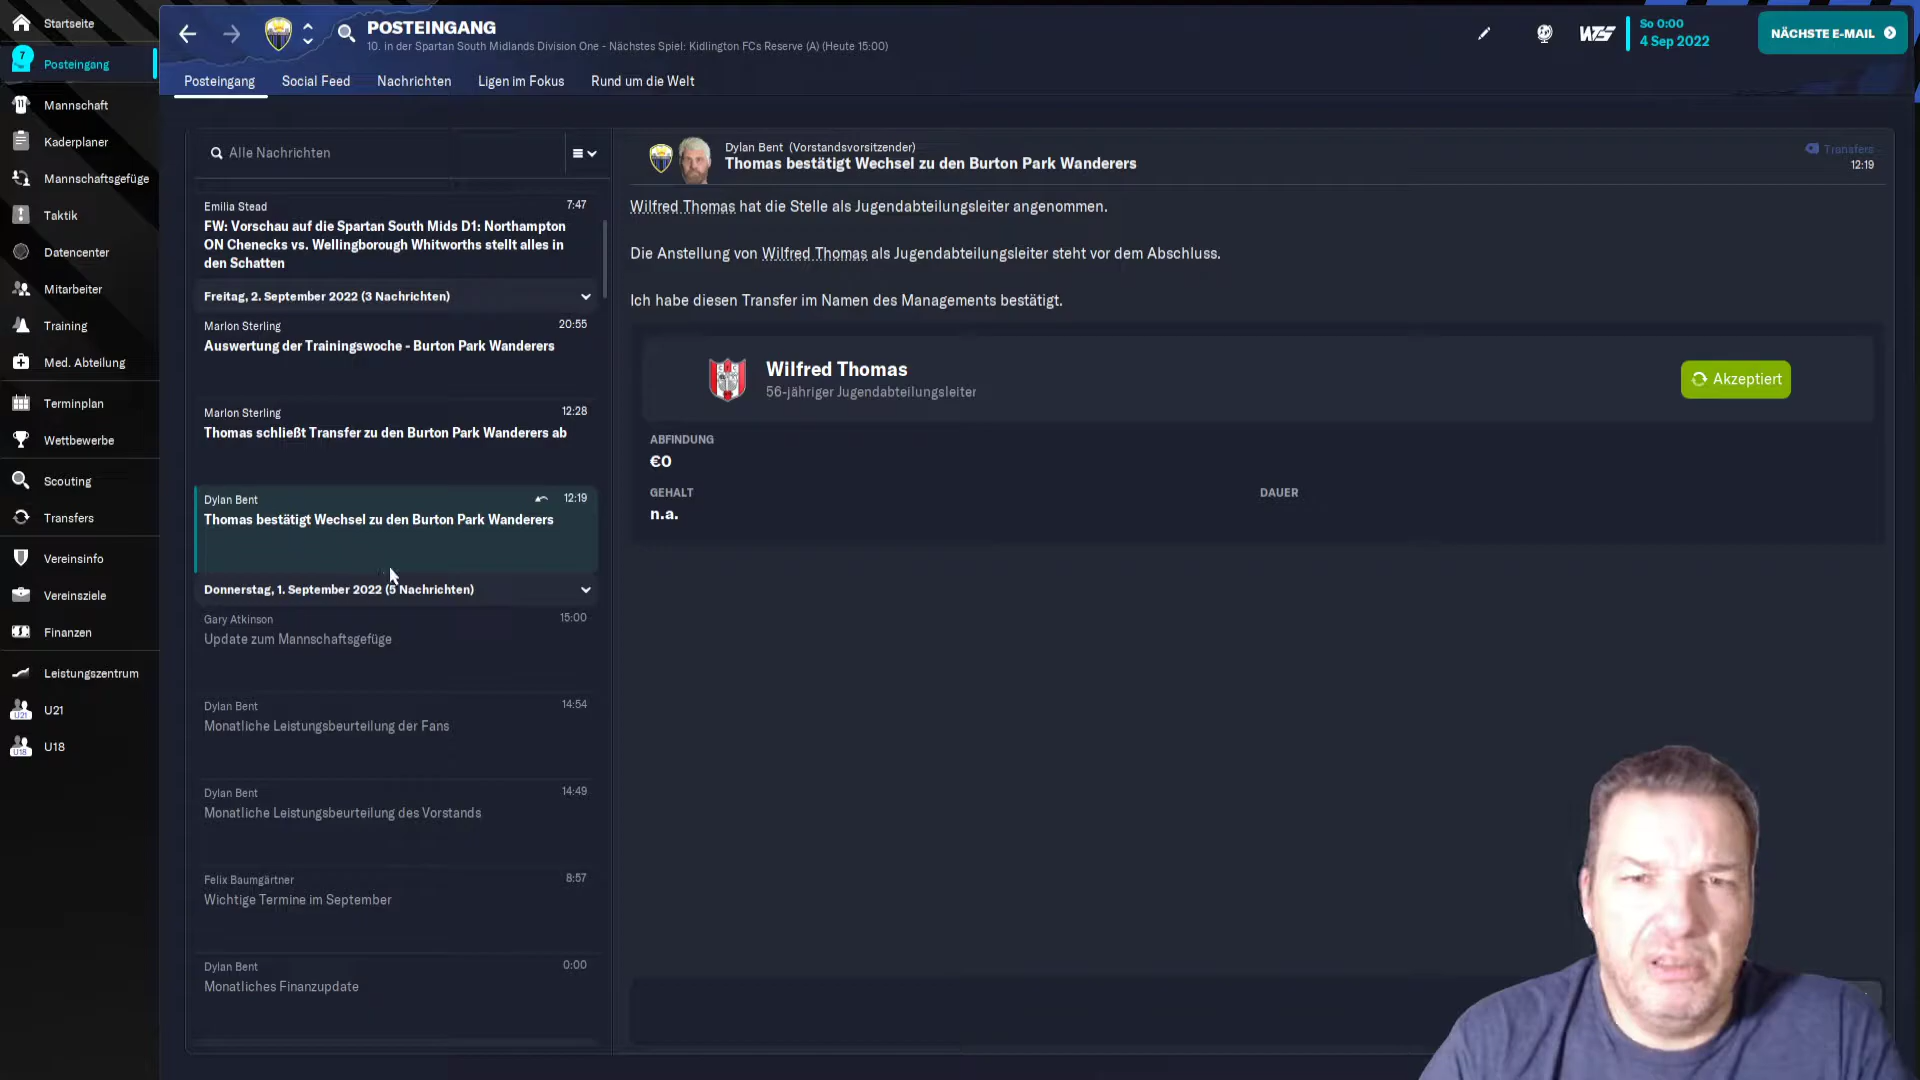 Startseite
7
Posteingang
Mannschaft
Kaderplaner
Mannschaftsgefüge
Taktik
Datencenter
Mitarbeiter
Training
Med. Abteilung
Terminplan
Wettbewerbe
Scouting
Transfers
Vereinsinfo
Vereinsziele
Finanzen
Leistungszentrum
U21
U21
U18
U18
POSTEINGANG
10. in der Spartan South Midlands Division One - Nächstes Spiel: Kidlington FCs Reserve (A) (Heute 15:00)
So 0:00
4 Sep 2022
NÄCHSTE E-MAIL
Posteingang
Social Feed
Nachrichten
Ligen im Fokus
Rund um die Welt
Alle Nachrichten
Emilia Stead 7:47
FW: Vorschau auf die Spartan South Mids D1: Northampton
ON Chenecks vs. Wellingborough Whitworths stellt alles in
den Schatten
Freitag, 2. September 2022 (3 Nachrichten)
Marlon Sterling 20:55
Auswertung der Trainingswoche - Burton Park Wanderers
Marlon Sterling 12:28
Thomas schließt Transfer zu den Burton Park Wanderers ab
Dylan Bent 12:19
Thomas bestätigt Wechsel zu den Burton Park Wanderers
Donnerstag, 1. September 2022 (5 Nachrichten)
Gary Atkinson 15:00
Update zum Mannschaftsgefüge
Dylan Bent 14:54
Monatliche Leistungsbeurteilung der Fans
Dylan Bent 14:49
Monatliche Leistungsbeurteilung des Vorstands
Felix Baumgärtner 8:57
Wichtige Termine im September
Dylan Bent 0:00
Monatliches Finanzupdate
Dylan Bent (Vorstandsvorsitzender)
Thomas bestätigt Wechsel zu den Burton Park Wanderers
Transfers
12:19
Wilfred Thomas hat die Stelle als Jugendabteilungsleiter angenommen.
Die Anstellung von Wilfred Thomas als Jugendabteilungsleiter steht vor dem Abschluss.
Ich habe diesen Transfer im Namen des Managements bestätigt.
Wilfred Thomas
56-jähriger Jugendabteilungsleiter
Akzeptiert
ABFINDUNG
€0
GEHALT
DAUER
n.a.